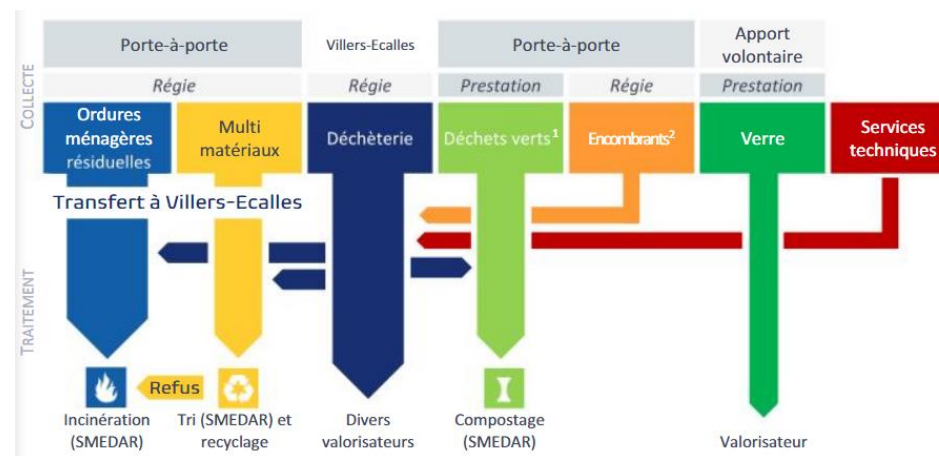 COLLECTE
Porte-à-porte
Villers-Ecalles
Porte-à-porte
Apport
volontaire
Régie
Régie
Prestation
Régie
Prestation
Ordures
ménagères
résiduelles
Multi
matériaux
Déchèterie
Déchets verts¹
Encombrants²
Verre
Services
techniques
Transfert à Villers-Ecalles
TRAITEMENT
Refus
Incinération
(SMEDAR)
Tri (SMEDAR) et
recyclage
Divers
valorisateurs
Compostage
(SMEDAR)
Valorisateur